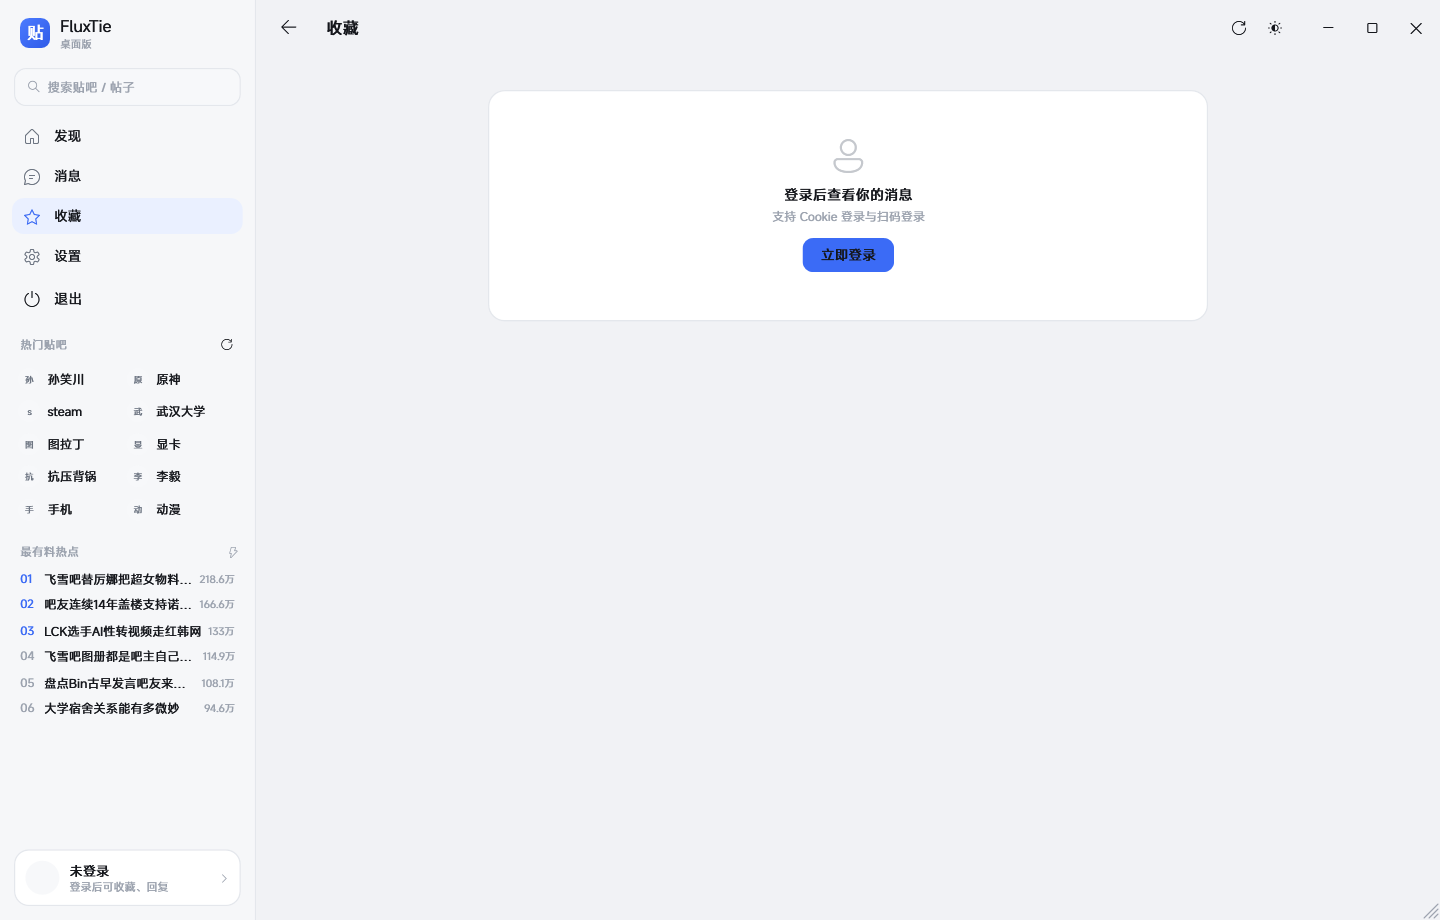 贴
FluxTie
桌面版
搜索贴吧 / 帖子
发现
消息
收藏
设置
退出
热门贴吧
孙 孙笑川
原 原神
s steam
武 武汉大学
图 图拉丁
显 显卡
抗 抗压背锅
李 李毅
手 手机
动 动漫
最有料热点
01 飞雪吧替厉娜把超女物料... 218.6万
02 吧友连续14年盖楼支持诺... 166.6万
03 LCK选手AI性转视频走红韩网 133万
04 飞雪吧图册都是吧主自己... 114.9万
05 盘点Bin古早发言吧友来... 108.1万
06 大学宿舍关系能有多微妙 94.6万
未登录
登录后可收藏、回复
收藏
登录后查看你的消息
支持 Cookie 登录与扫码登录
立即登录